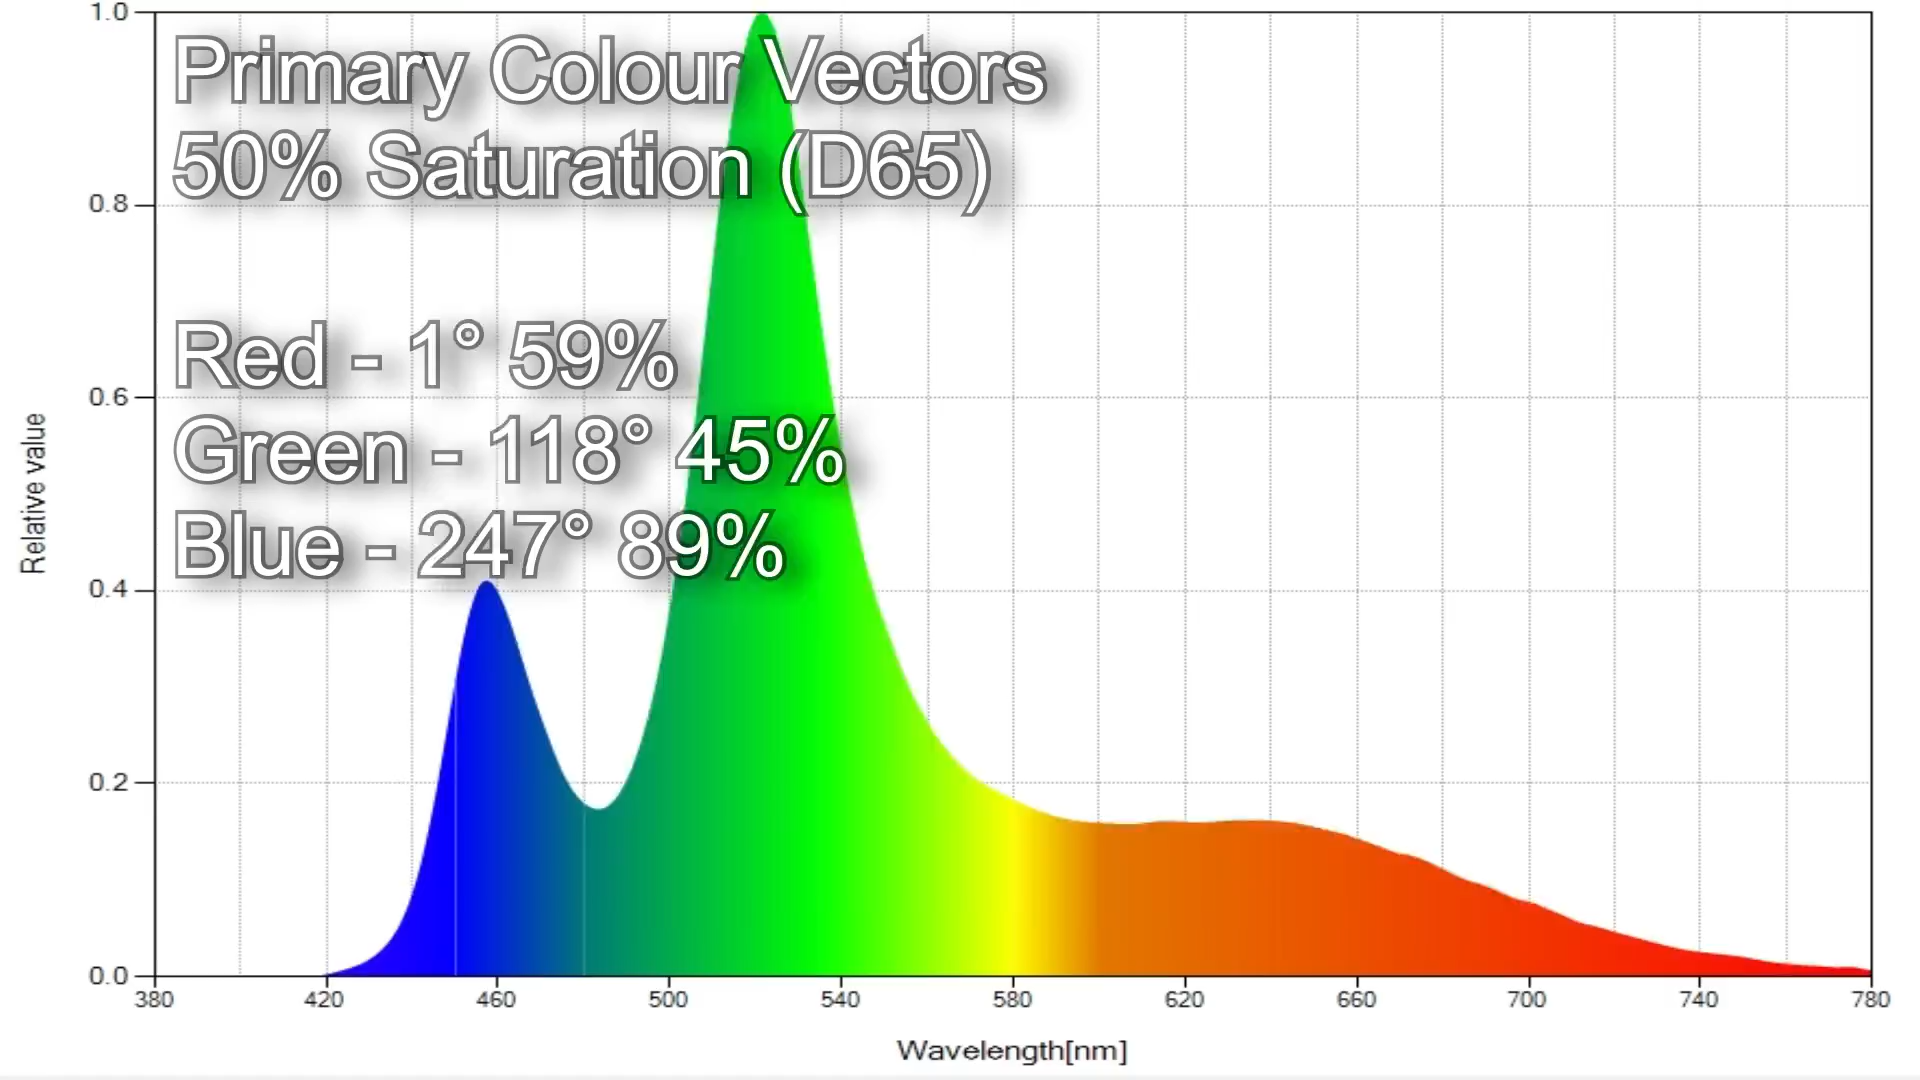 Primary Colour Vectors
50% Saturation (D65)
Red - 1° 59%
Green - 118° 45%
Blue - 247° 89%
1.0
0.8
0.6
0.4
0.2
0.0
Relative value
380 420 460 500 540 580 620 660 700 740 780
Wavelength[nm]